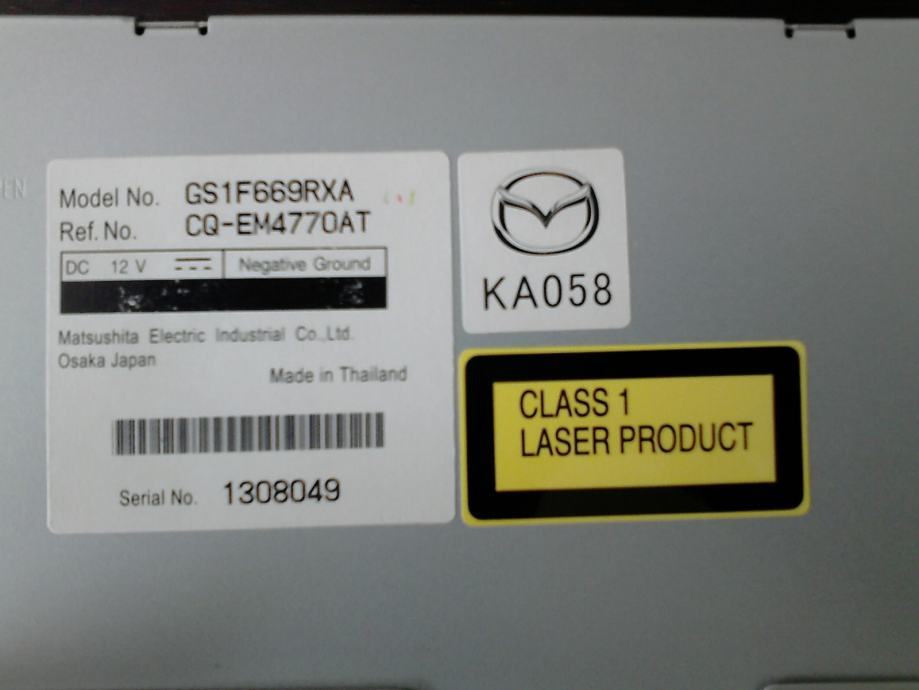 EN
Model No. GS1F669RXA
Ref. No. CQ-EM4770AT
DC 12 V Negative Ground
Matsushita Electric Industrial Co.,Ltd.
Osaka Japan
Made in Thailand
Serial No. 1308049
KA058
CLASS 1
LASER PRODUCT